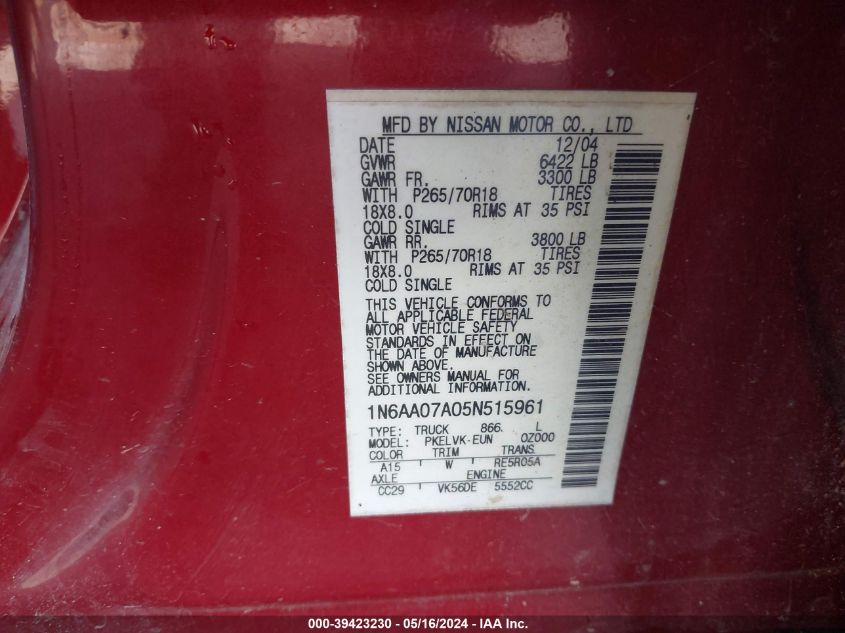 MFD BY NISSAN MOTOR CO., LTD
DATE 12/04
GVWR 6422 LB
GAWR FR. 3300 LB
WITH P265/70R18 TIRES
18X8.0 RIMS AT 35 PSI
COLD SINGLE
GAWR RR. 3800 LB
WITH P265/70R18 TIRES
18X8.0 RIMS AT 35 PSI
COLD SINGLE
THIS VEHICLE CONFORMS TO
ALL APPLICABLE FEDERAL
MOTOR VEHICLE SAFETY
STANDARDS IN EFFECT ON
THE DATE OF MANUFACTURE
SHOWN ABOVE.
SEE OWNERS MANUAL FOR
ADDITIONAL INFORMATION.
1N6AA07A05N515961
TYPE: TRUCK 866. L
MODEL: PKELVK-EUN 0Z000
COLOR TRIM TRANS.
A15 W RE5R05A
AXLE ENGINE
CC29 VK56DE 5552CC
000-39423230 - 05/16/2024 - IAA Inc.